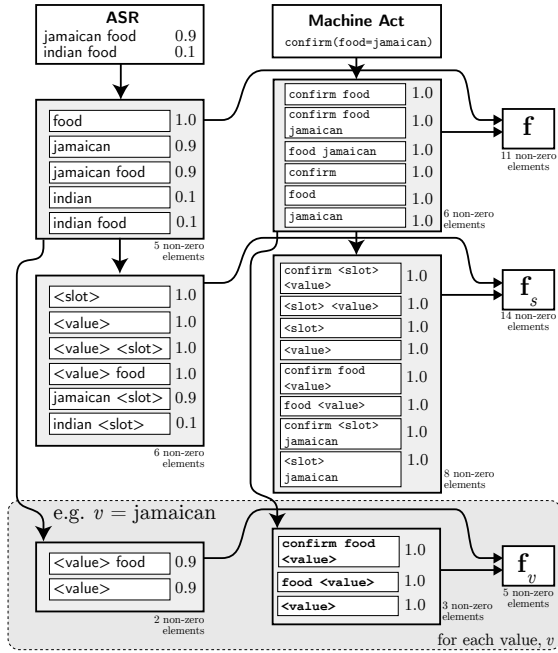 ASR
jamaican food 0.9
indian food 0.1
Machine Act
confirm(food=jamaican)
food 1.0
jamaican 0.9
jamaican food 0.9
indian 0.1
indian food 0.1
5 non-zero
elements
confirm food 1.0
confirm food
jamaican 1.0
food jamaican 1.0
confirm 1.0
food 1.0
jamaican 1.0
6 non-zero
elements
f
11 non-zero
elements
<slot> 1.0
<value> 1.0
<value> <slot> 1.0
<value> food 1.0
jamaican <slot> 0.9
indian <slot> 0.1
6 non-zero
elements
confirm <slot>
<value> 1.0
<slot> <value> 1.0
<slot> 1.0
<value> 1.0
confirm food
<value> 1.0
food <value> 1.0
confirm <slot>
jamaican 1.0
<slot>
jamaican 1.0
8 non-zero
elements
f_s
14 non-zero
elements
e.g. v = jamaican
<value> food 0.9
<value> 0.9
2 non-zero
elements
confirm food
<value> 1.0
food <value> 1.0
<value> 1.0
3 non-zero
elements
f_v
5 non-zero
elements
for each value, v